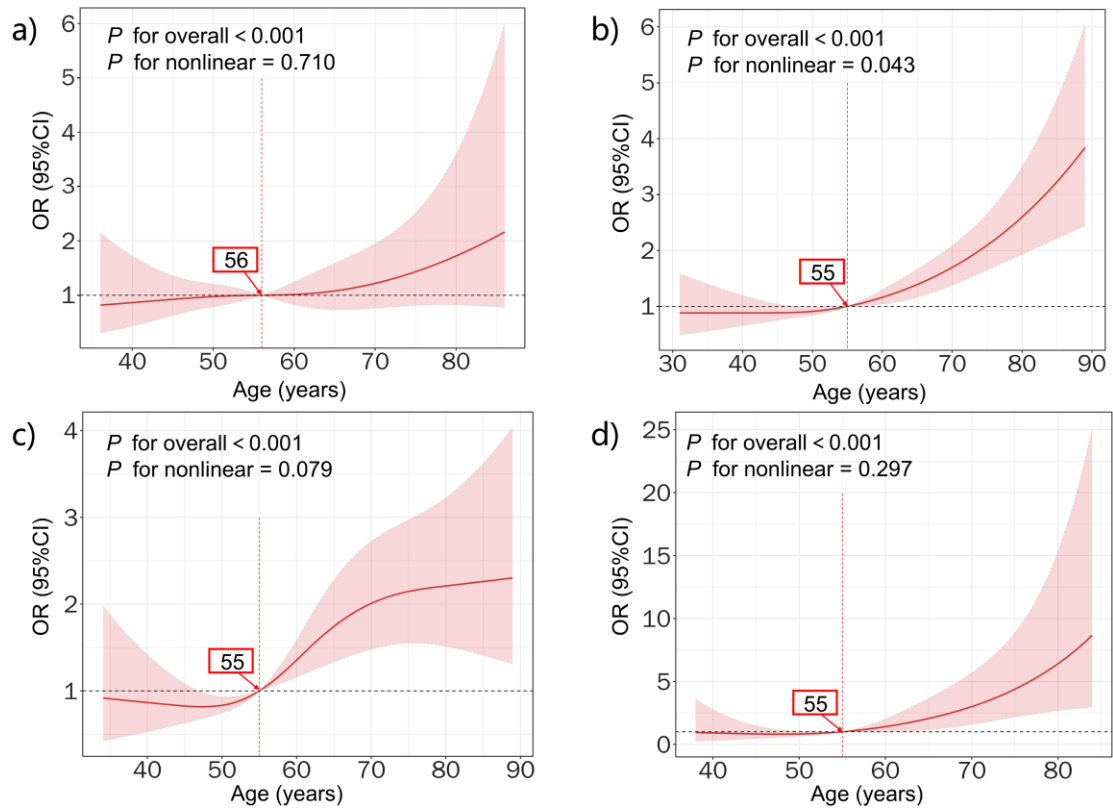 a)
P for overall < 0.001
P for nonlinear = 0.710
6
5
4
3
2
1
OR (95%CI)
56
40 50 60 70 80
Age (years)
b)
P for overall < 0.001
P for nonlinear = 0.043
6
5
4
3
2
1
OR (95%CI)
55
30 40 50 60 70 80 90
Age (years)
c)
P for overall < 0.001
P for nonlinear = 0.079
4
3
2
1
OR (95%CI)
55
40 50 60 70 80 90
Age (years)
d)
P for overall < 0.001
P for nonlinear = 0.297
25
20
15
10
5
0
OR (95%CI)
55
40 50 60 70 80
Age (years)